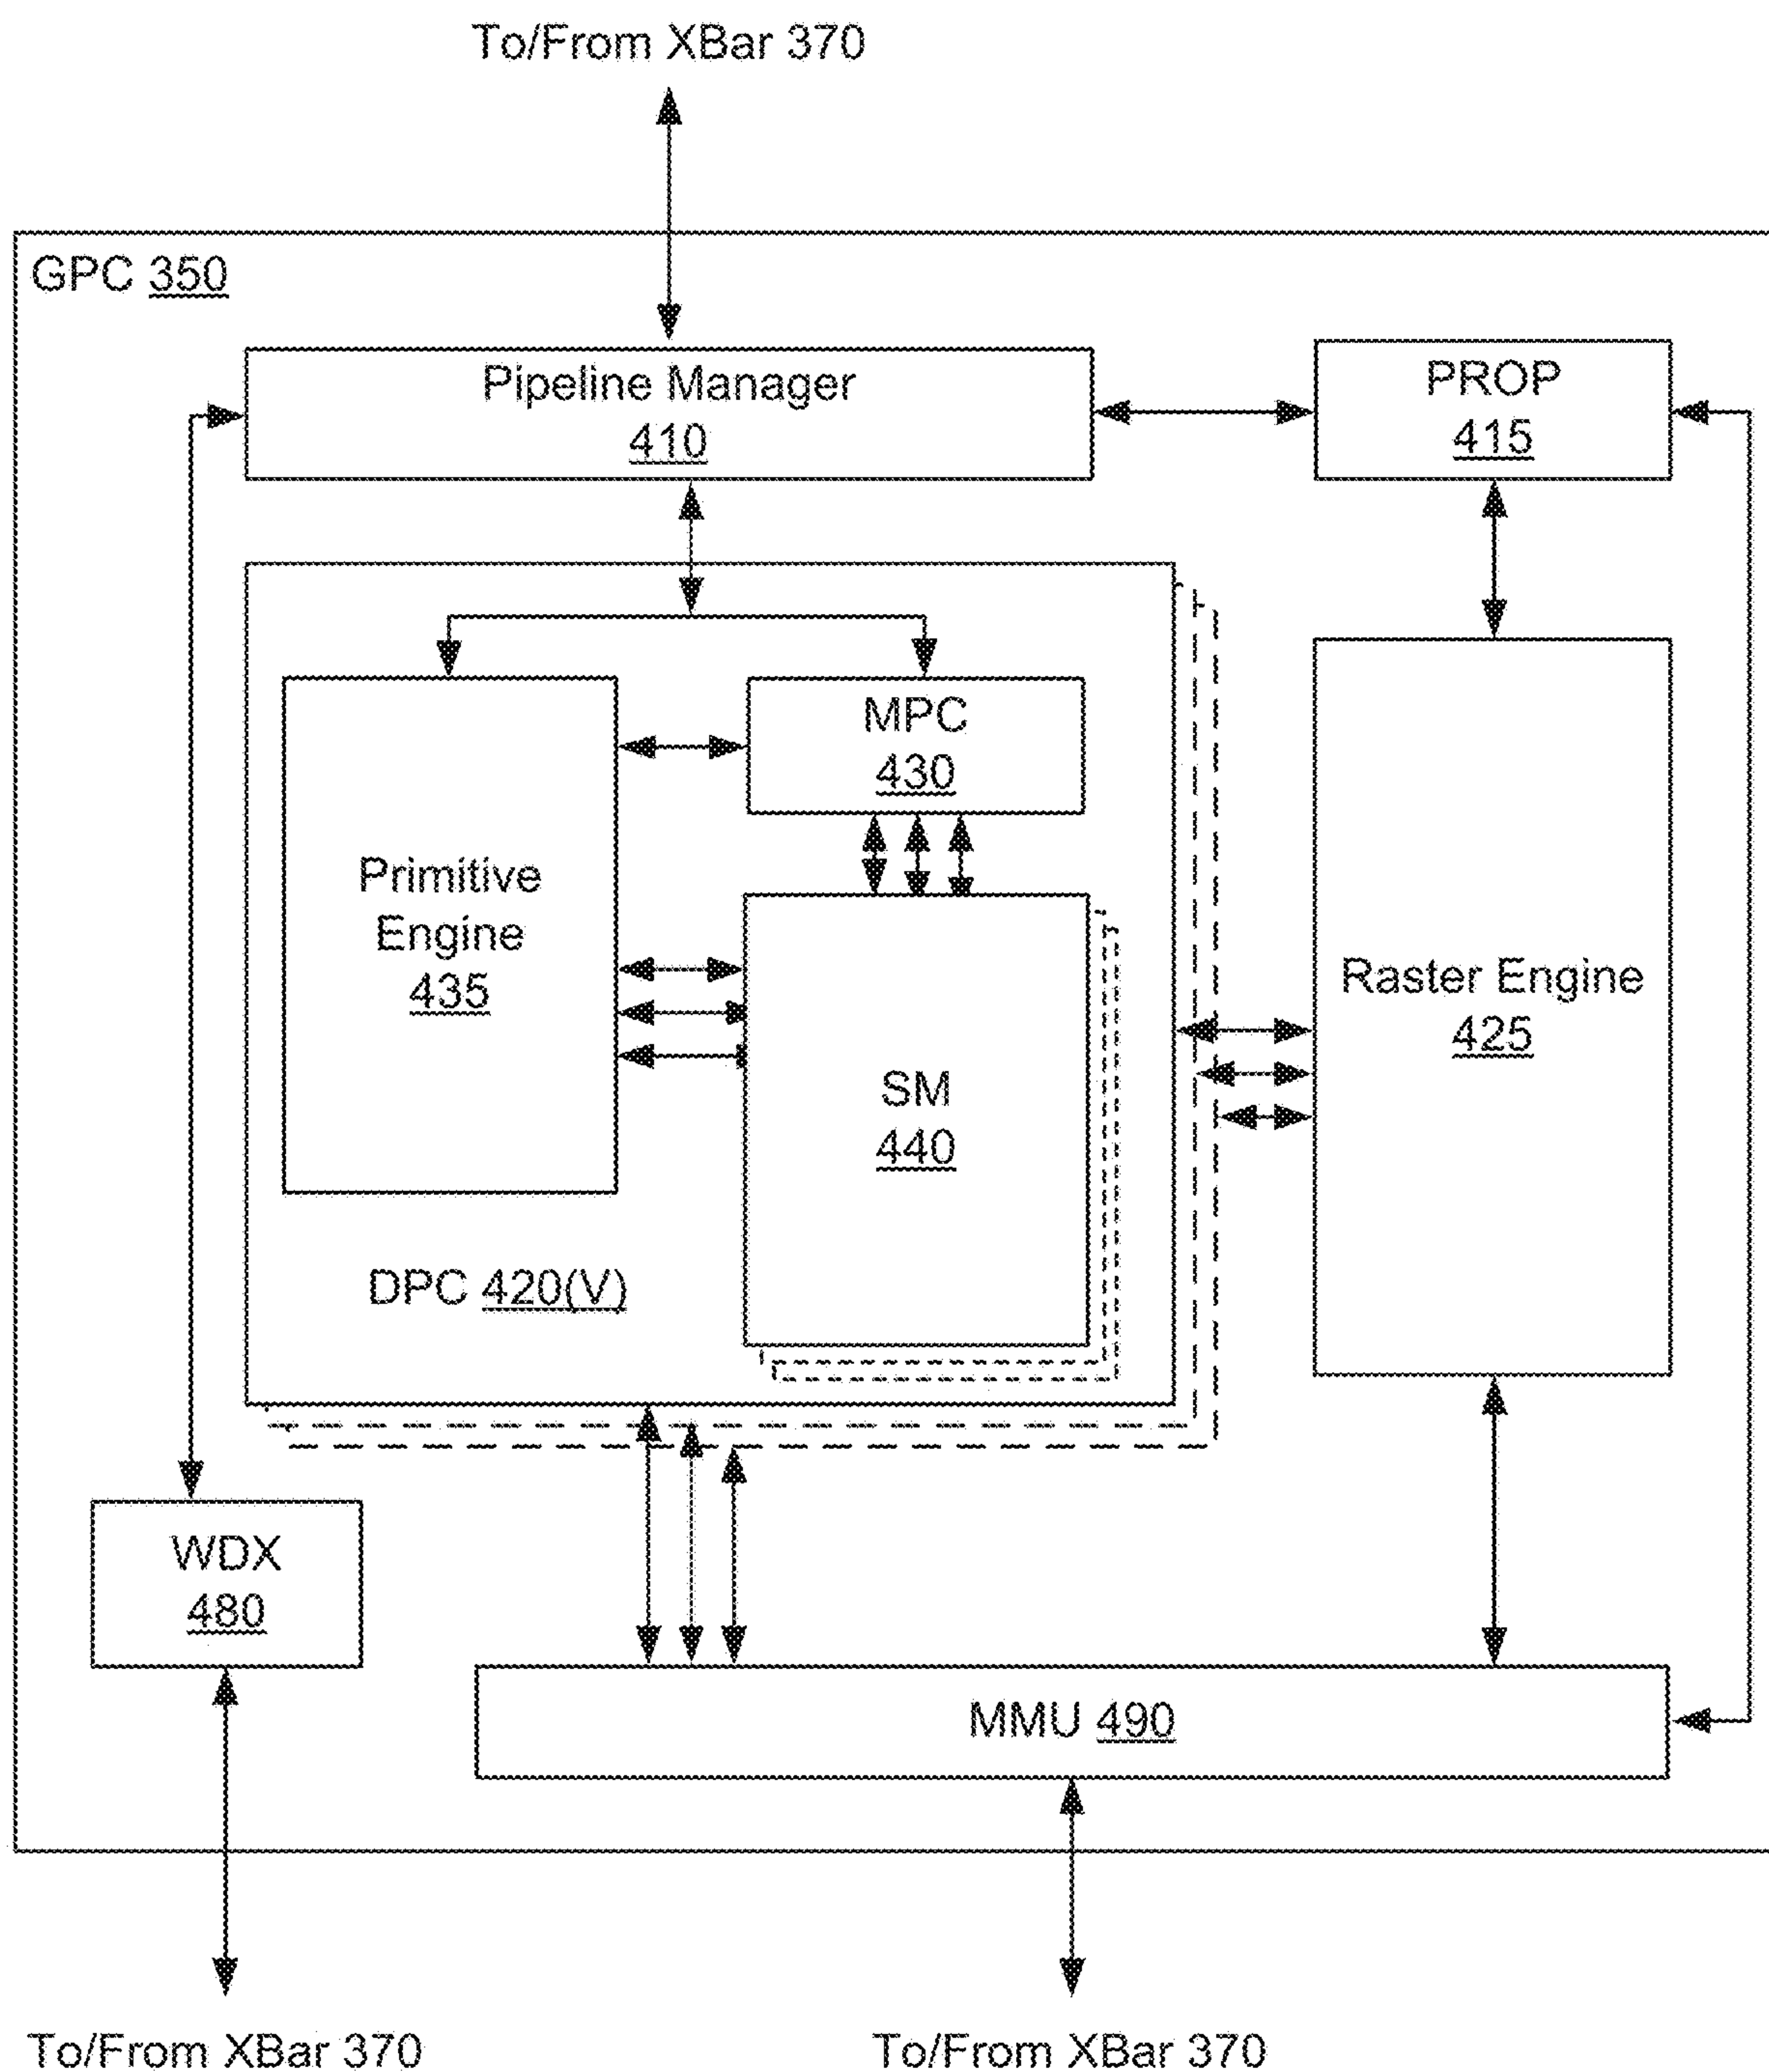 To/From XBar 370
GPC 350
Pipeline Manager
410
PROP
415
MPC
430
Primitive
Engine
435
Raster Engine
425
SM
440
DPC 420(V)
WDX
480
MMU 490
To/From XBar 370
To/From XBar 370